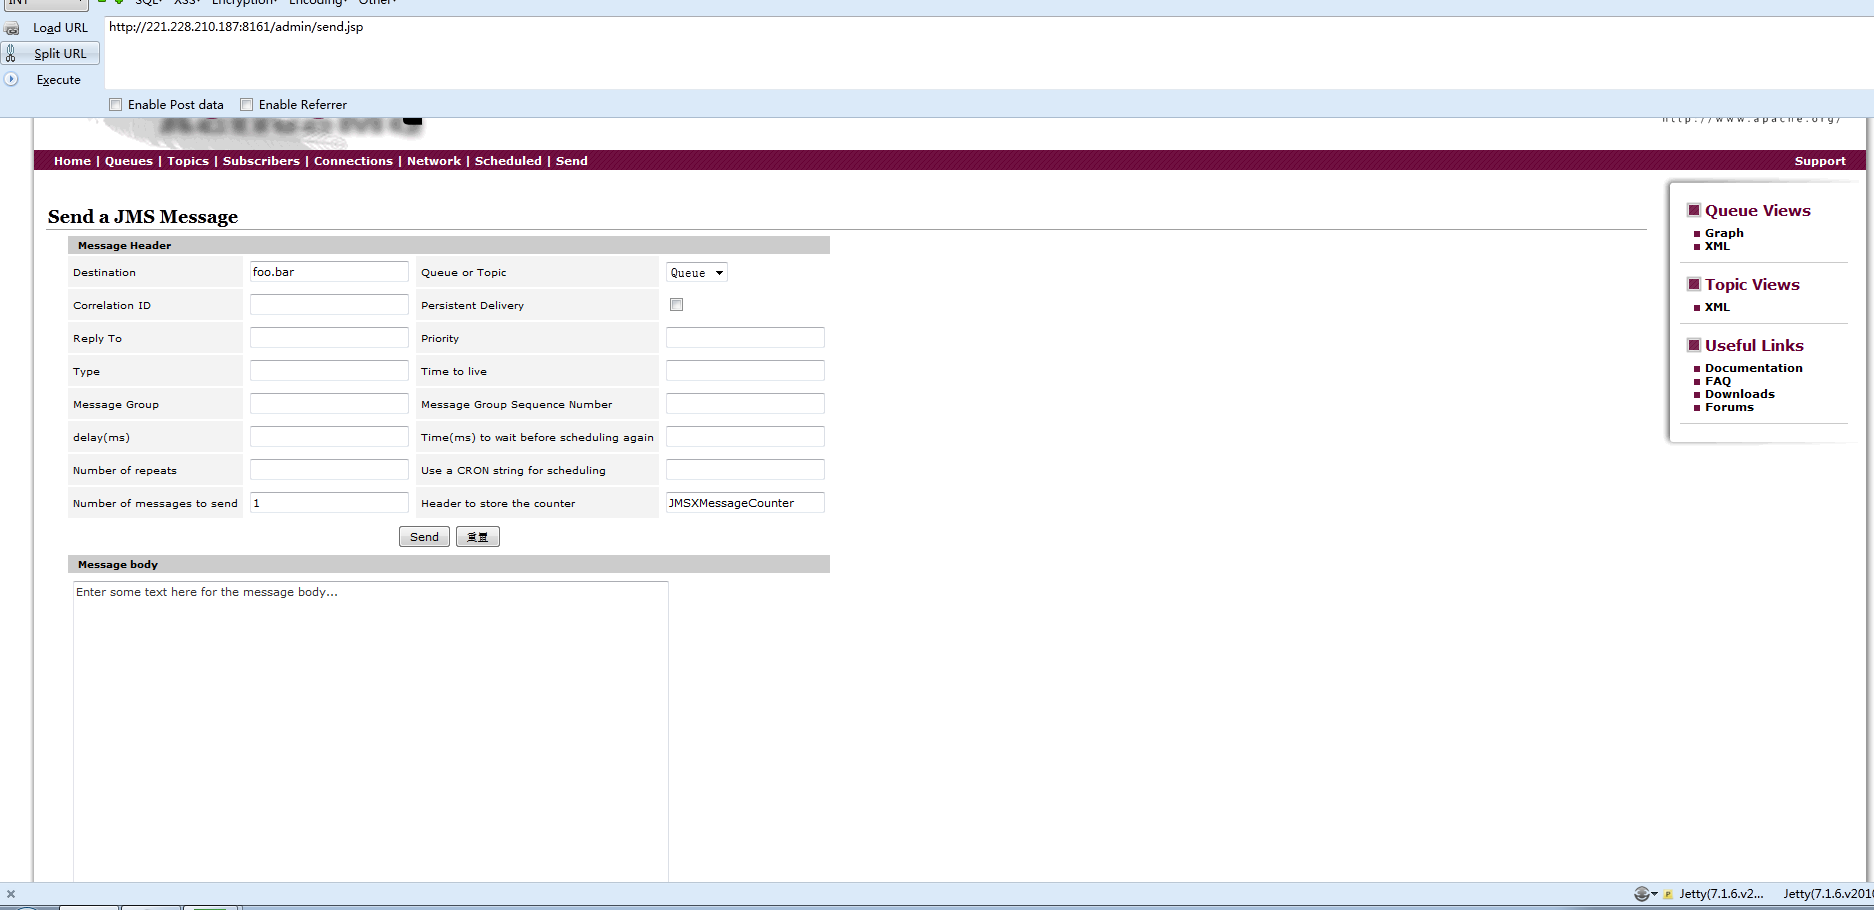 INT SQL XSS Encryption Encoding Other
Load URL
http://221.228.210.187:8161/admin/send.jsp
Split URL
Execute
Enable Post data Enable Referrer
http://www.apache.org/
Home | Queues | Topics | Subscribers | Connections | Network | Scheduled | Send
Support
Send a JMS Message
Message Header
Destination foo.bar Queue or Topic Queue
Correlation ID Persistent Delivery
Reply To Priority
Type Time to live
Message Group Message Group Sequence Number
delay(ms) Time(ms) to wait before scheduling again
Number of repeats Use a CRON string for scheduling
Number of messages to send 1 Header to store the counter JMSXMessageCounter
Send 重置
Message body
Enter some text here for the message body...
Queue Views
Graph
XML
Topic Views
XML
Useful Links
Documentation
FAQ
Downloads
Forums
Jetty(7.1.6.v2... Jetty(7.1.6.v201